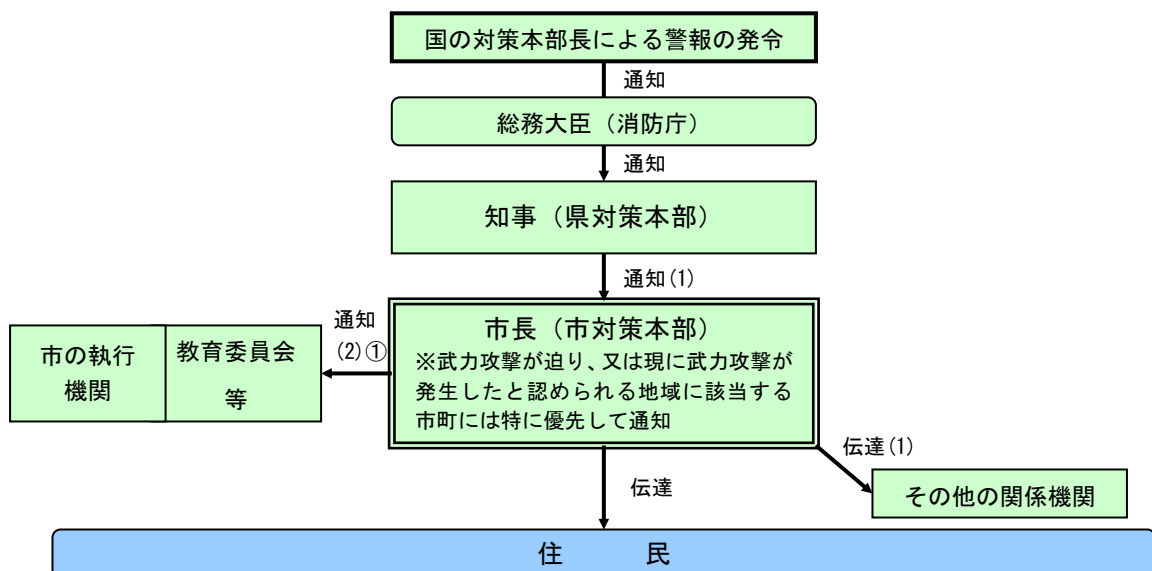 国の対策本部長による警報の発令
通知
総務大臣（消防庁）
通知
知事（県対策本部）
通知(1)
市長（市対策本部）
※武力攻撃が迫り、又は現に武力攻撃が
発生したと認められる地域に該当する
市町には特に優先して通知
通知
(2)①
市の執行
機関
教育委員会
等
伝達(1)
その他の関係機関
伝達
住　民